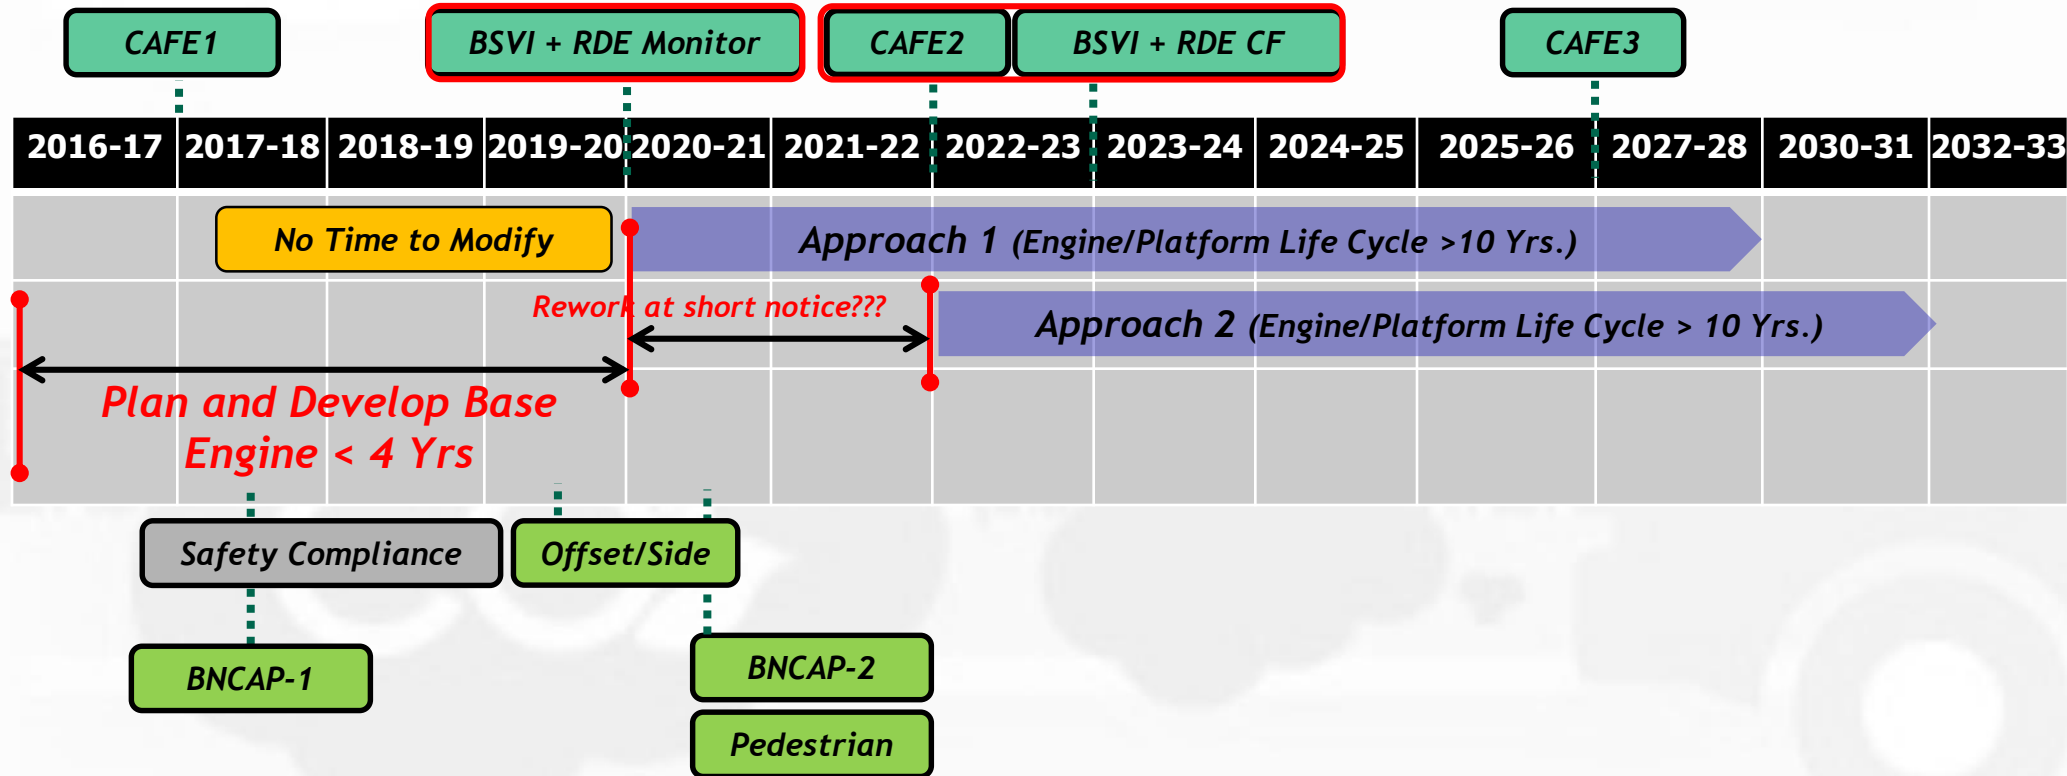 CAFE1
BSVI + RDE Monitor
CAFE2
BSVI + RDE CF
CAFE3
2016-17 2017-18 2018-19 2019-20 2020-21 2021-22 2022-23 2023-24 2024-25 2025-26 2027-28 2030-31 2032-33
No Time to Modify
Approach 1 (Engine/Platform Life Cycle >10 Yrs.)
Rework at short notice???
Approach 2 (Engine/Platform Life Cycle > 10 Yrs.)
Plan and Develop Base
Engine < 4 Yrs
Safety Compliance
Offset/Side
BNCAP-1
BNCAP-2
Pedestrian